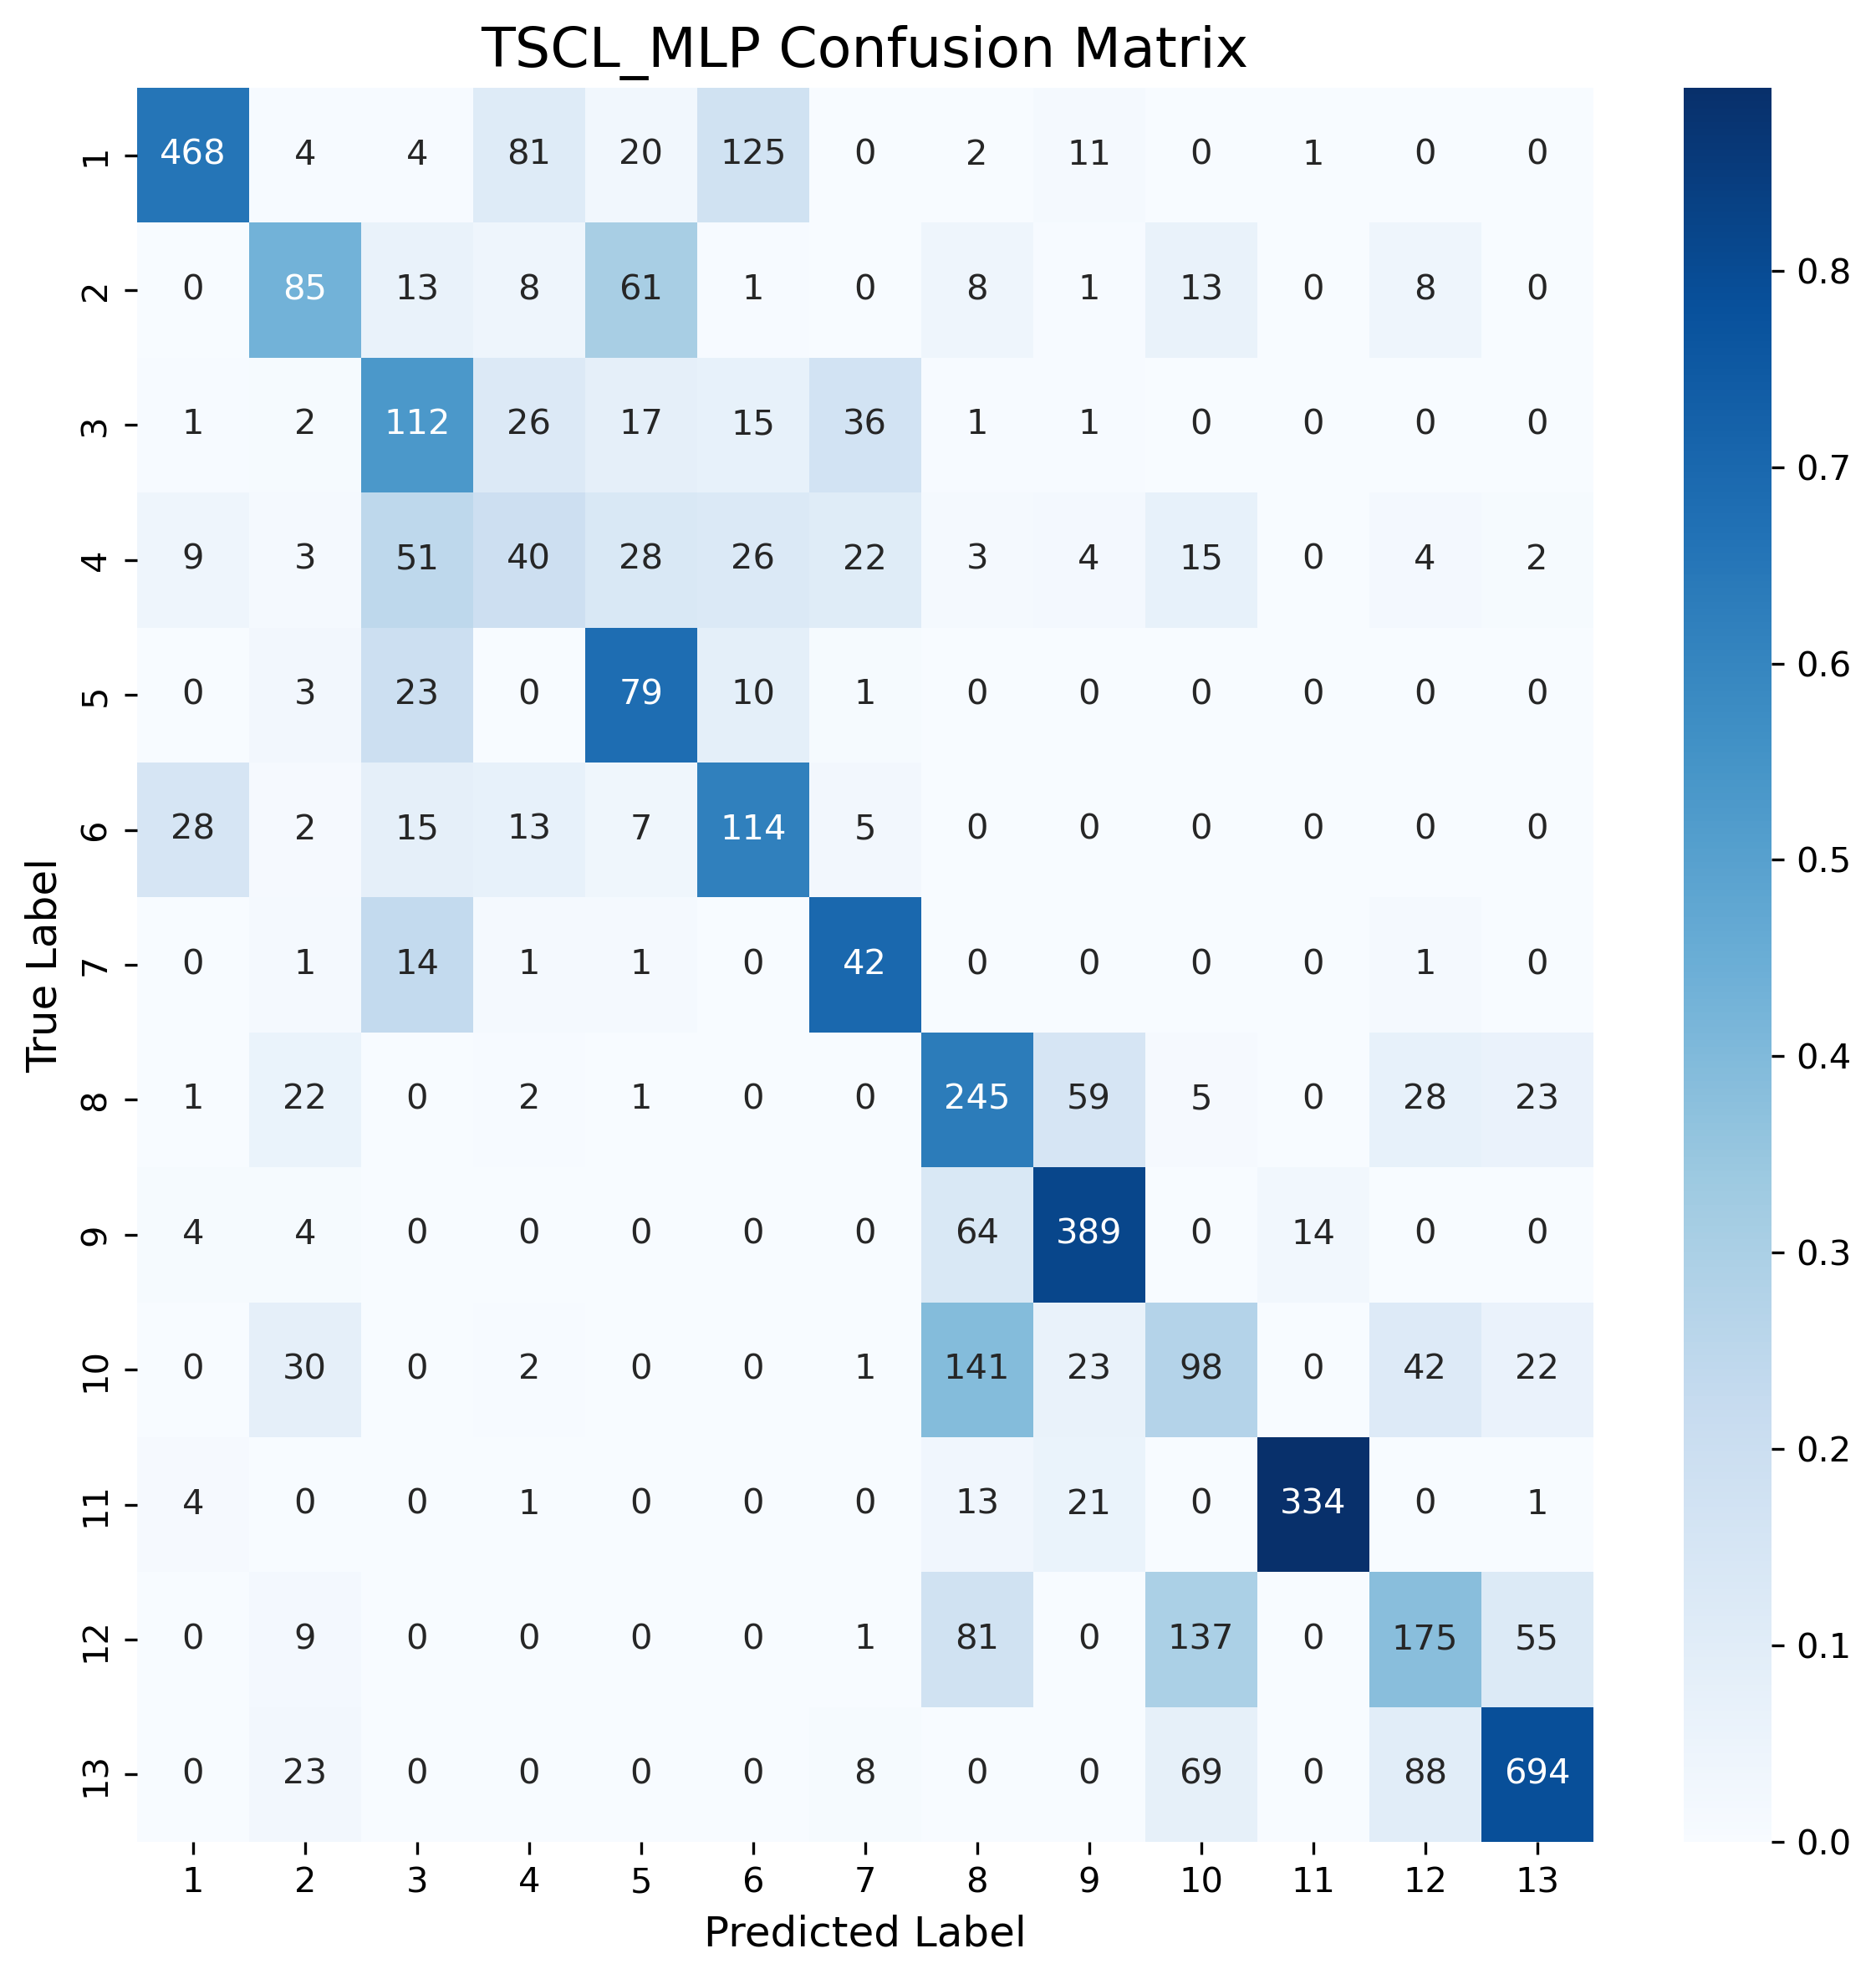 TSCL_MLP Confusion Matrix
1 468 4 4 81 20 125 0 2 11 0 1 0 0
2 0 85 13 8 61 1 0 8 1 13 0 8 0
3 1 2 112 26 17 15 36 1 1 0 0 0 0
4 9 3 51 40 28 26 22 3 4 15 0 4 2
5 0 3 23 0 79 10 1 0 0 0 0 0 0
6 28 2 15 13 7 114 5 0 0 0 0 0 0
7 0 1 14 1 1 0 42 0 0 0 0 1 0
8 1 22 0 2 1 0 0 245 59 5 0 28 23
9 4 4 0 0 0 0 0 64 389 0 14 0 0
10 0 30 0 2 0 0 1 141 23 98 0 42 22
11 4 0 0 1 0 0 0 13 21 0 334 0 1
12 0 9 0 0 0 0 1 81 0 137 0 175 55
13 0 23 0 0 0 0 8 0 0 69 0 88 694
1 2 3 4 5 6 7 8 9 10 11 12 13
Predicted Label
True Label
0.8
0.7
0.6
0.5
0.4
0.3
0.2
0.1
0.0